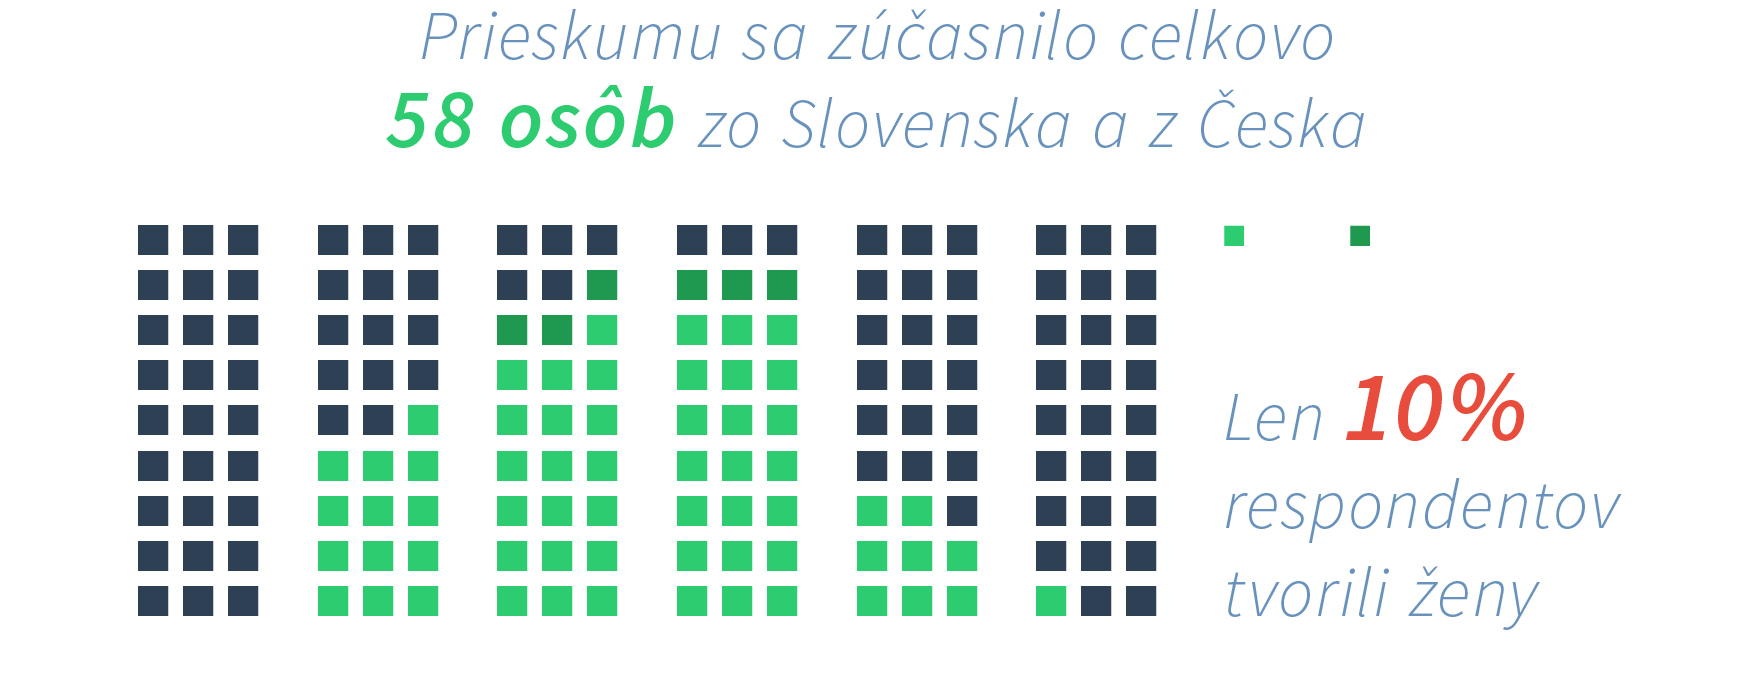 Prieskumu sa zúčasnilo celkovo
58 osôb zo Slovenska a z Česka
Len 10%
respondentov
tvorili ženy